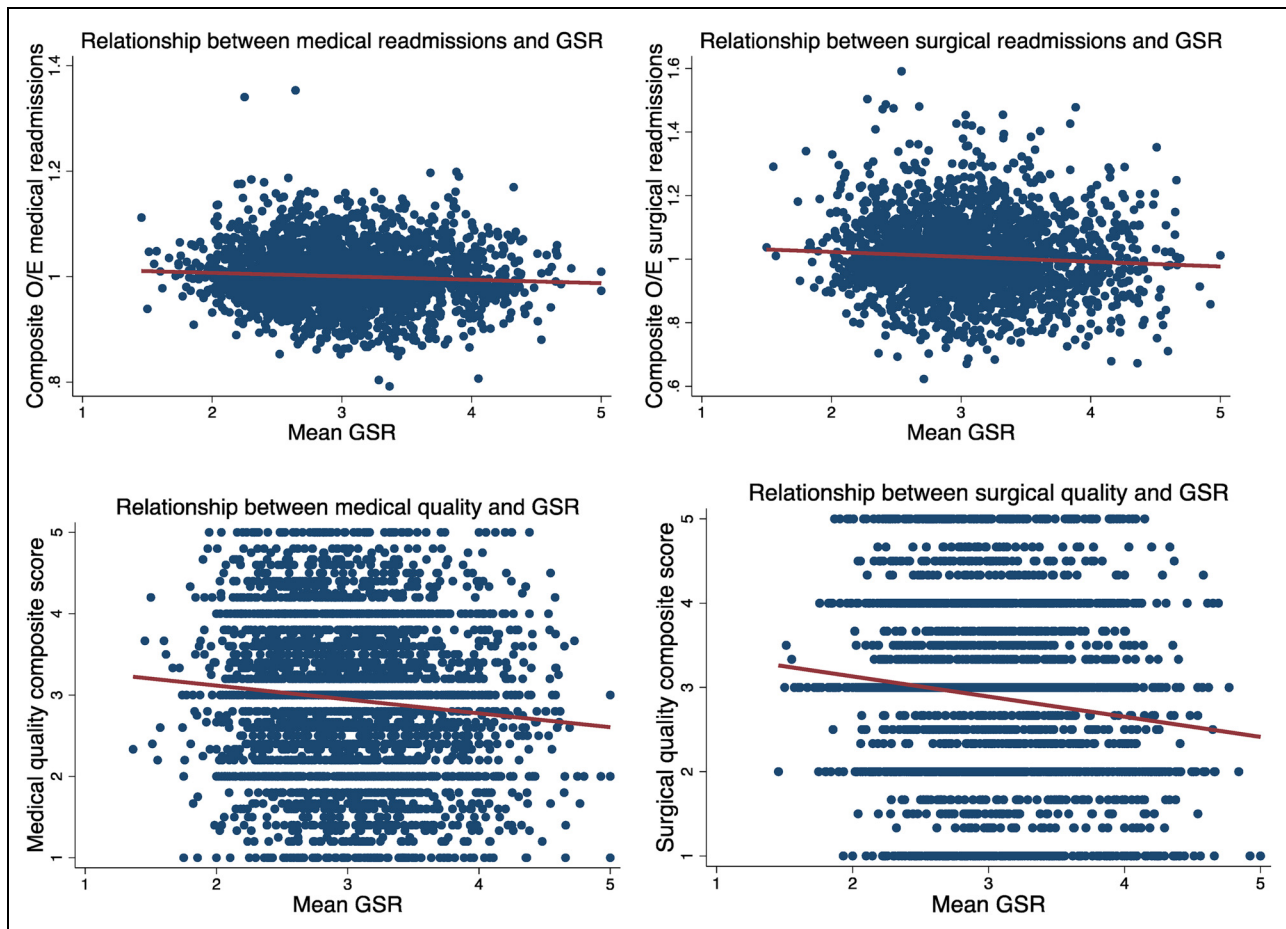 Relationship between medical readmissions and GSR
Composite O/E medical readmissions
1.4
1.2
1
.8
1 2 3 4 5
Mean GSR
Relationship between surgical readmissions and GSR
Composite O/E surgical readmissions
1.6
1.4
1.2
1
.8
.6
1 2 3 4 5
Mean GSR
Relationship between medical quality and GSR
Medical quality composite score
5
4
3
2
1
1 2 3 4 5
Mean GSR
Relationship between surgical quality and GSR
Surgical quality composite score
5
4
3
2
1
1 2 3 4 5
Mean GSR